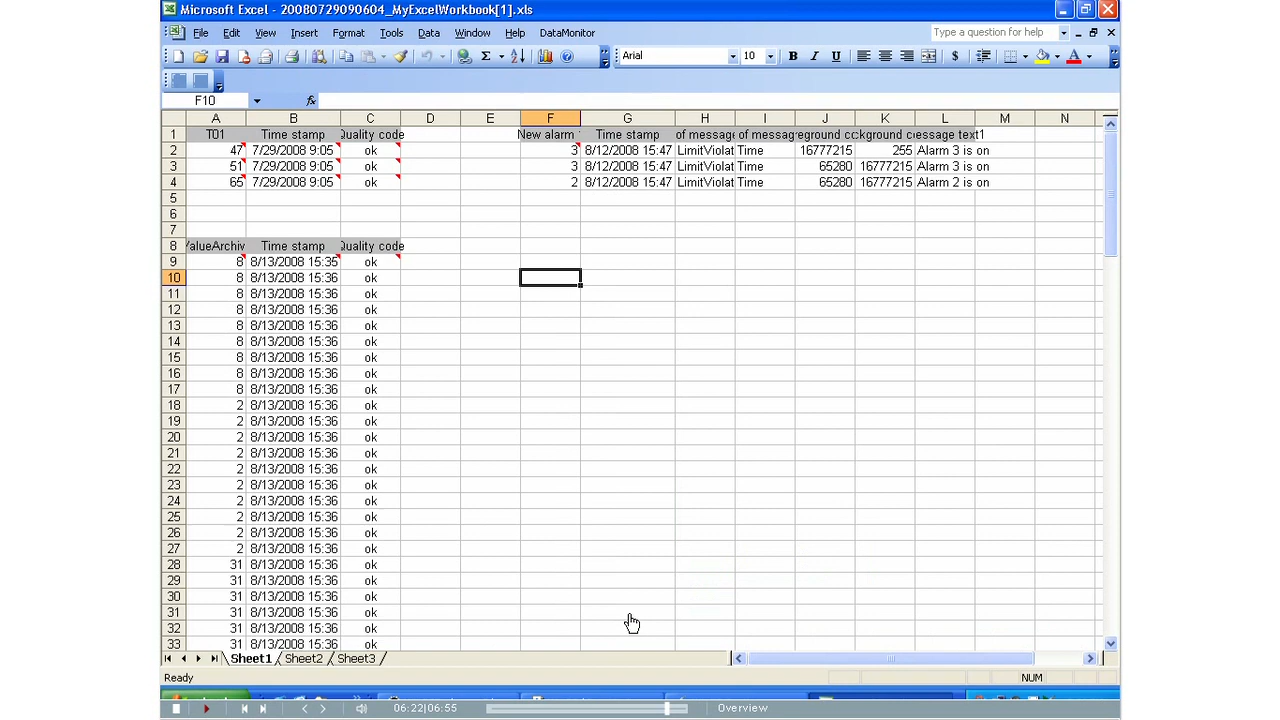 Microsoft Excel - 20080729090604_MyExcelWorkbook[1].xls
File Edit View Insert Format Tools Data Window Help DataMonitor Type a question for help
Arial 10 B I U $ A
F10 fx
A B C D E F G H I J K L M N
1 T01 Time stamp Quality code New alarm Time stamp of message of message eground co kground co essage text1
2 47 7/29/2008 9:05 ok 3 8/12/2008 15:47 LimitViolat Time 16777215 255 Alarm 3 is on
3 51 7/29/2008 9:05 ok 3 8/12/2008 15:47 LimitViolat Time 65280 16777215 Alarm 3 is on
4 65 7/29/2008 9:05 ok 2 8/12/2008 15:47 LimitViolat Time 65280 16777215 Alarm 2 is on
5
6
7
8 ValueArchiv Time stamp Quality code
9 8 8/13/2008 15:35 ok
10 8 8/13/2008 15:36 ok
11 8 8/13/2008 15:36 ok
12 8 8/13/2008 15:36 ok
13 8 8/13/2008 15:36 ok
14 8 8/13/2008 15:36 ok
15 8 8/13/2008 15:36 ok
16 8 8/13/2008 15:36 ok
17 8 8/13/2008 15:36 ok
18 2 8/13/2008 15:36 ok
19 2 8/13/2008 15:36 ok
20 2 8/13/2008 15:36 ok
21 2 8/13/2008 15:36 ok
22 2 8/13/2008 15:36 ok
23 2 8/13/2008 15:36 ok
24 2 8/13/2008 15:36 ok
25 2 8/13/2008 15:36 ok
26 2 8/13/2008 15:36 ok
27 2 8/13/2008 15:36 ok
28 31 8/13/2008 15:36 ok
29 31 8/13/2008 15:36 ok
30 31 8/13/2008 15:36 ok
31 31 8/13/2008 15:36 ok
32 31 8/13/2008 15:36 ok
33 31 8/13/2008 15:36 ok
Sheet1 Sheet2 Sheet3
Ready NUM
06:22|06:55 Overview